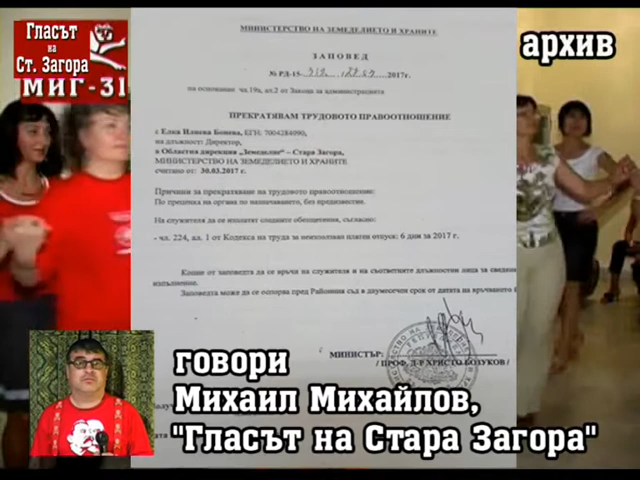 Гласът
на
Ст. Загора
МИГ-31
архив
МИНИСТЕРСТВО НА ЗЕМЕДЕЛИЕТО И ХРАНИТЕ
ЗАПОВЕД
№ РД-15- 2017г.
на основание чл.19а, ал.2 от Закона за администрацията
ПРЕКРАТЯВАМ ТРУДОВОТО ПРАВООТНОШЕНИЕ
на длъжност: Директор,
в Областна дирекция „Земеделие" – Стара Загора,
МИНИСТЕРСТВО НА ЗЕМЕДЕЛИЕТО И ХРАНИТЕ
считано от: 30.03.2017 г.
Причини за прекратяване на трудовото правоотношение:
По преценка на органа по назначаването, без предизвестие.
На служителя да се изплатят следните обезщетения, съгласно:
- чл. 224, ал. 1 от Кодекса на труда за неизползван платен отпуск: 6 дни за 2017 г.
Копие от заповедта да се връчи на служителя и на съответните длъжностни лица за сведение
изпълнение.
Заповедта може да се оспорва пред Районния съд в двумесечен срок от датата на връчването
МИНИСТЪР:
/ ПРОФ. Д-Р ХРИСТО БОЗУКОВ /
говори
Михаил Михайлов,
"Гласът на Стара Загора"